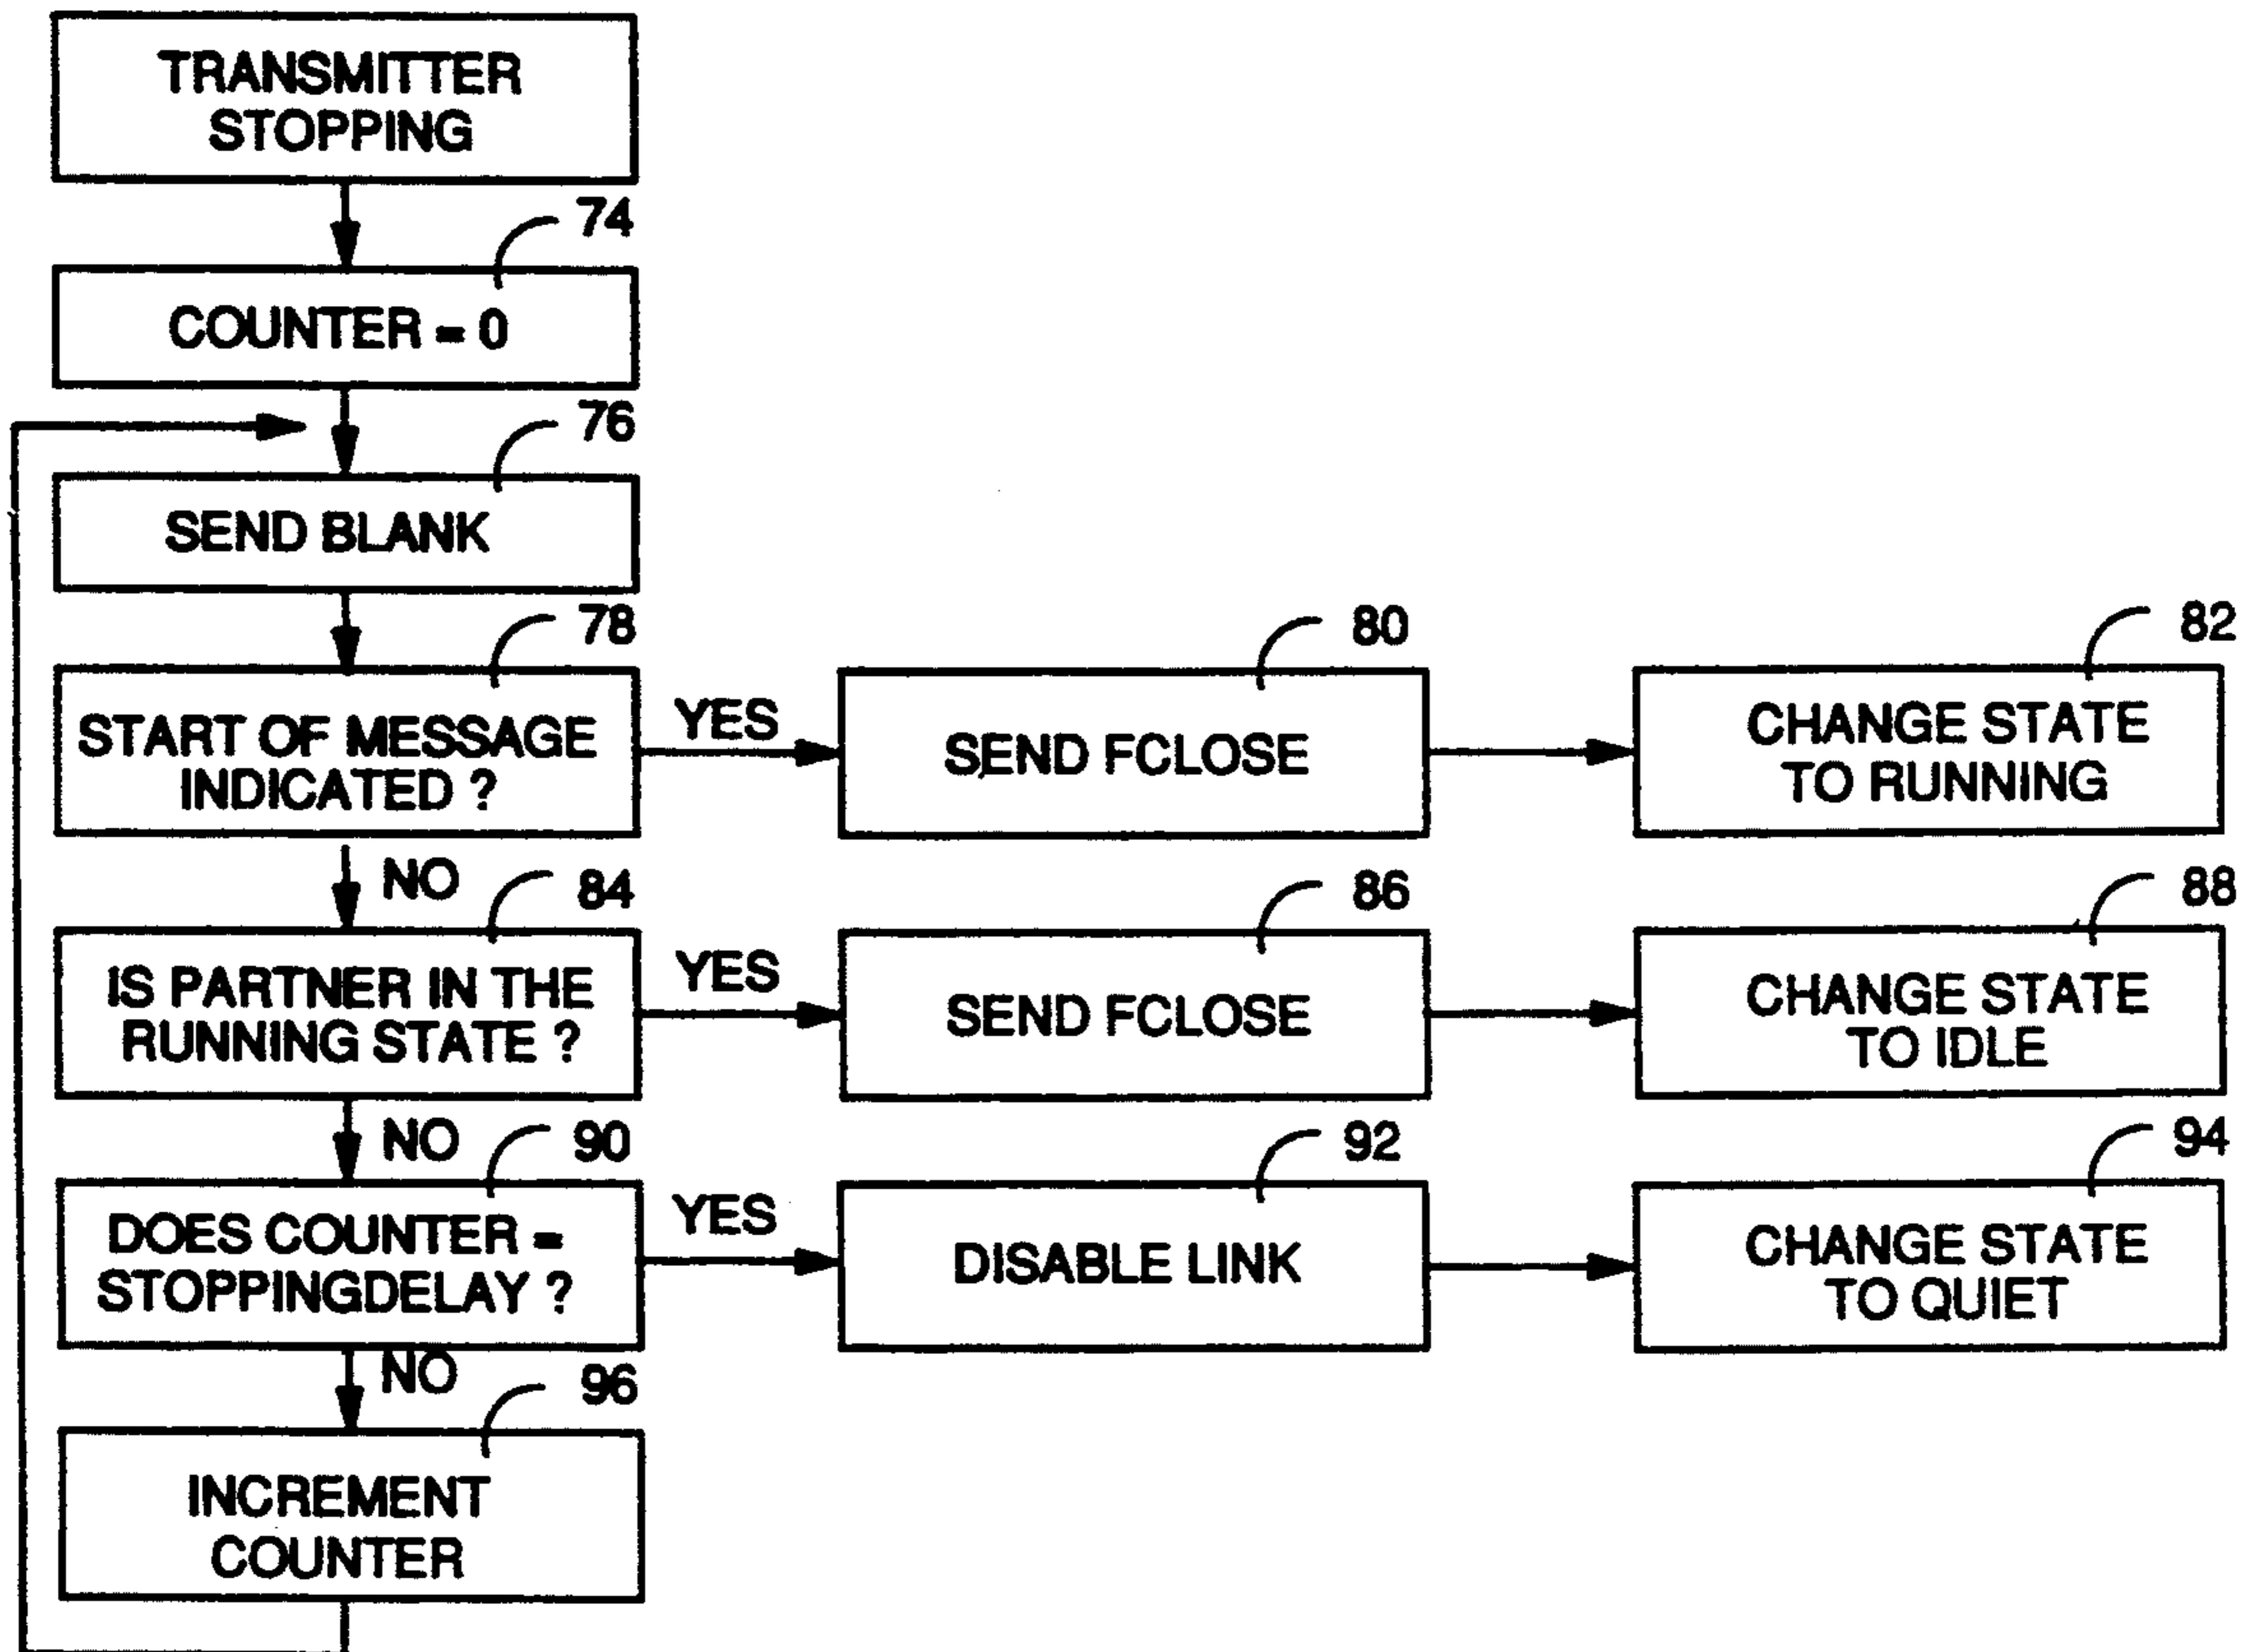 TRANSMITTER
STOPPING
74
COUNTER = 0
76
SEND BLANK
78
START OF MESSAGE
INDICATED ?
YES
80
SEND FCLOSE
82
CHANGE STATE
TO RUNNING
NO
84
IS PARTNER IN THE
RUNNING STATE ?
YES
86
SEND FCLOSE
88
CHANGE STATE
TO IDLE
NO
90
DOES COUNTER =
STOPPINGDELAY ?
YES
92
DISABLE LINK
94
CHANGE STATE
TO QUIET
NO
96
INCREMENT
COUNTER